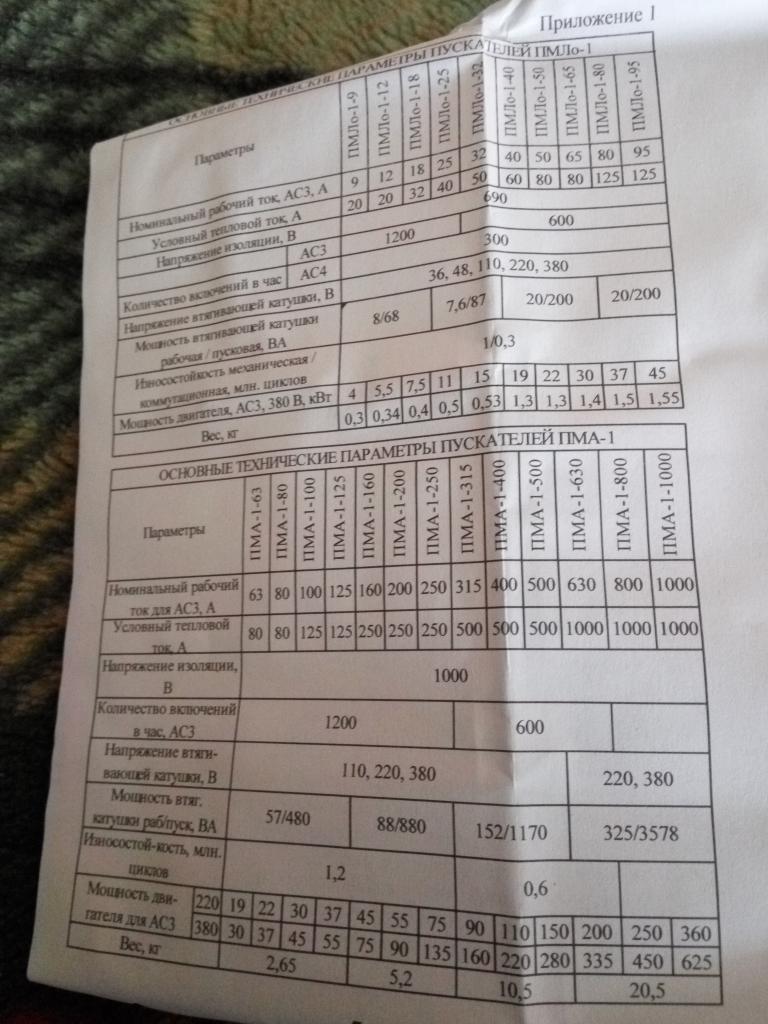 Приложение 1
ОСНОВНЫЕ ТЕХНИЧЕСКИЕ ПАРАМЕТРЫ ПУСКАТЕЛЕЙ ПМЛо-1
Параметры ПМЛо-1-9 ПМЛо-1-12 ПМЛо-1-18 ПМЛо-1-25 ПМЛо-1-32 ПМЛо-1-40 ПМЛо-1-50 ПМЛо-1-65 ПМЛо-1-80 ПМЛо-1-95
Номинальный рабочий ток, АС3, А 9 12 18 25 32 40 50 65 80 95
Условный тепловой ток, А 20 20 32 40 50 60 80 80 125 125
Напряжение изоляции, В 690
Количество включений в час АС3 1200 600
АС4 300
Напряжение втягивающей катушки, В 36, 48, 110, 220, 380
Мощность втягивающей катушки
рабочая / пусковая, ВА 8/68 7,6/87 20/200 20/200
Износостойкость механическая /
коммутационная, млн. циклов 1/0,3
Мощность двигателя, АС3, 380 В, кВт 4 5,5 7,5 11 15 19 22 30 37 45
Вес, кг 0,3 0,34 0,4 0,5 0,53 1,3 1,3 1,4 1,5 1,55
ОСНОВНЫЕ ТЕХНИЧЕСКИЕ ПАРАМЕТРЫ ПУСКАТЕЛЕЙ ПМА-1
Параметры ПМА-1-63 ПМА-1-80 ПМА-1-100 ПМА-1-125 ПМА-1-160 ПМА-1-200 ПМА-1-250 ПМА-1-315 ПМА-1-400 ПМА-1-500 ПМА-1-630 ПМА-1-800 ПМА-1-1000
Номинальный рабочий
ток для АС3, А 63 80 100 125 160 200 250 315 400 500 630 800 1000
Условный тепловой
ток, А 80 80 125 125 250 250 250 500 500 500 1000 1000 1000
Напряжение изоляции,
В 1000
Количество включений
в час, АС3 1200 600
Напряжение втяги-
вающей катушки, В 110, 220, 380 220, 380
Мощность втяг.
катушки раб/пуск, ВА 57/480 88/880 152/1170 325/3578
Износостой-кость, млн.
циклов 1,2 0,6
Мощность дви-
гателя для АС3 220 19 22 30 37 45 55 75 90 110 150 200 250 360
380 30 37 45 55 75 90 135 160 220 280 335 450 625
Вес, кг 2,65 5,2 10,5 20,5